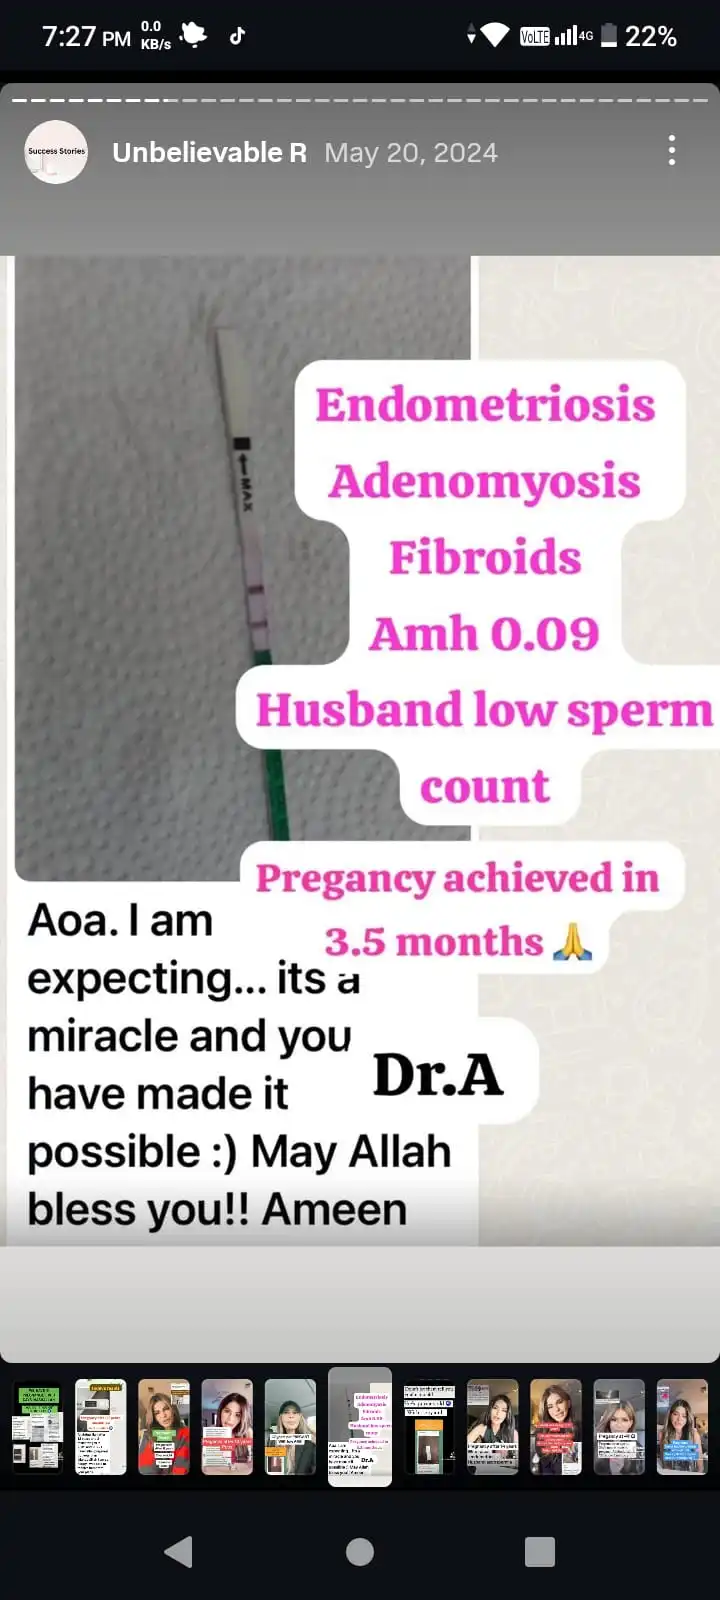 7:27 PM
0.0
KB/s
VoLTE
4G
22%
Success Stories
Unbelievable R May 20, 2024
MAX
Endometriosis
Adenomyosis
Fibroids
Amh 0.09
Husband low sperm
count
Pregancy achieved in
3.5 months 🙏
Aoa. I am
expecting... its a
miracle and you
have made it
possible :) May Allah
bless you!! Ameen
Dr.A